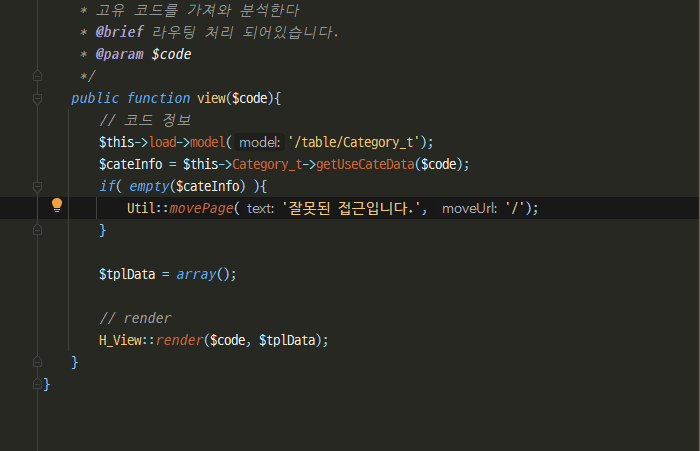 * 고유 코드를 가져와 분석한다
* @brief 라우팅 처리 되어있습니다.
* @param $code
*/
public function view($code){
// 코드 정보
$this->load->model( model: '/table/Category_t');
$cateInfo = $this->Category_t->getUseCateData($code);
if( empty($cateInfo) ){
Util::movePage( text: '잘못된 접근입니다.', moveUrl: '/');
}
$tplData = array();
// render
H_View::render($code, $tplData);
}
}